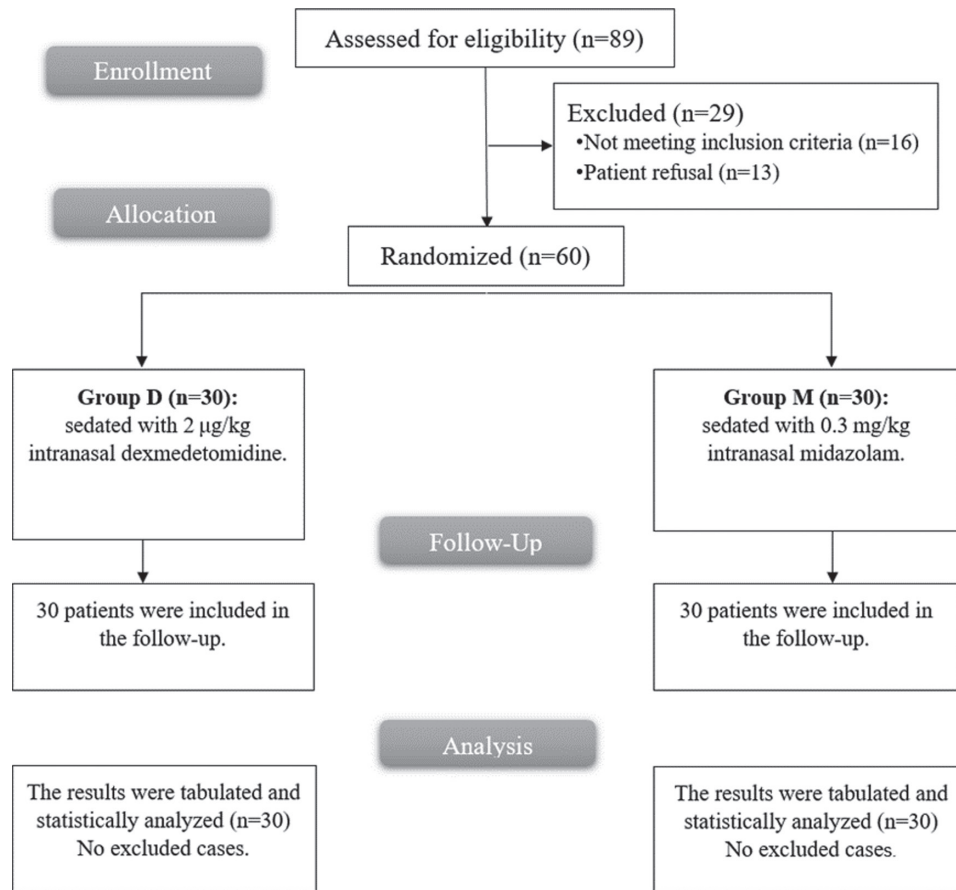 Assessed for eligibility (n=89)
Enrollment
Excluded (n=29)
•Not meeting inclusion criteria (n=16)
•Patient refusal (n=13)
Allocation
Randomized (n=60)
Group D (n=30):
sedated with 2 μg/kg
intranasal dexmedetomidine.
Group M (n=30):
sedated with 0.3 mg/kg
intranasal midazolam.
Follow-Up
30 patients were included in
the follow-up.
30 patients were included in
the follow-up.
Analysis
The results were tabulated and
statistically analyzed (n=30)
No excluded cases.
The results were tabulated and
statistically analyzed (n=30)
No excluded cases.